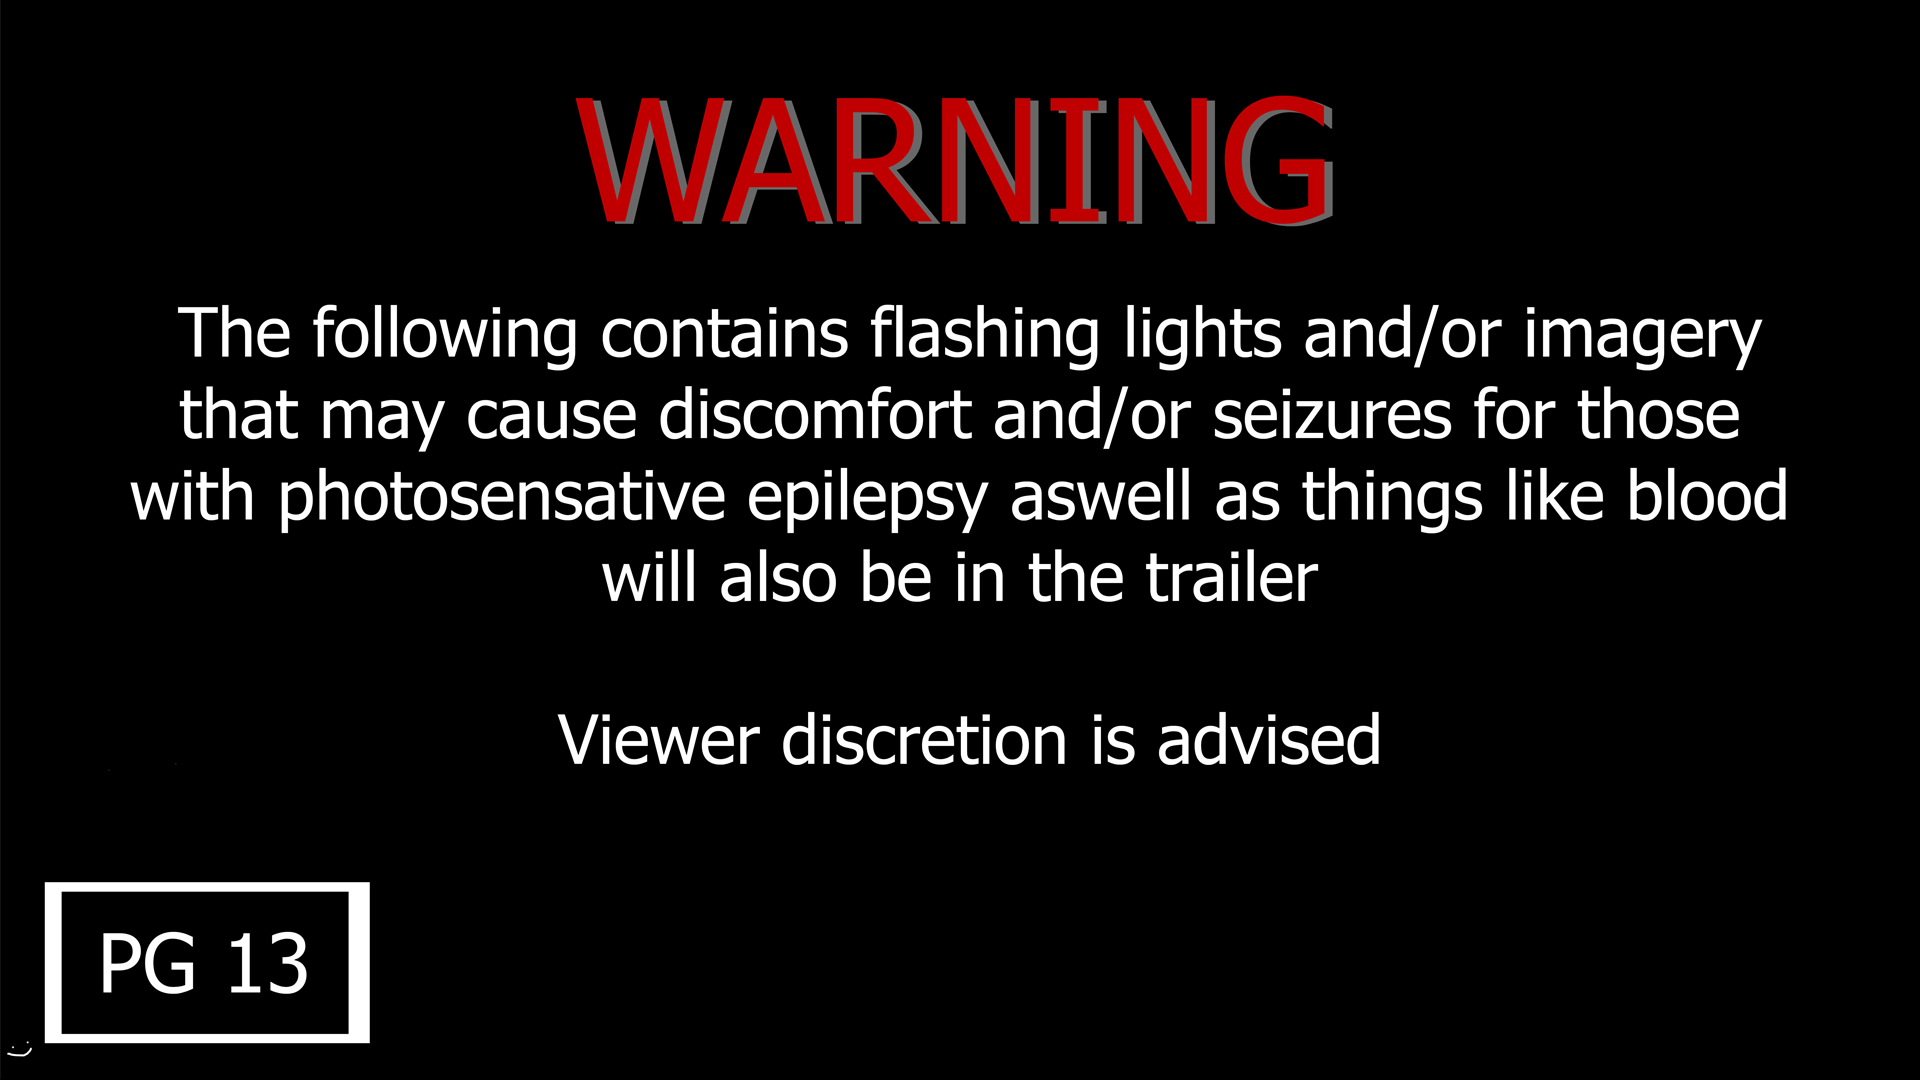 WARNING
The following contains flashing lights and/or imagery
that may cause discomfort and/or seizures for those
with photosensative epilepsy aswell as things like blood
will also be in the trailer
Viewer discretion is advised
PG 13